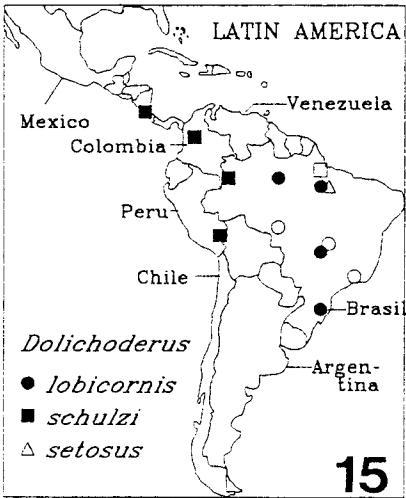 LATIN AMERICA
Venezuela
Mexico
Colombia
Peru
Chile
Brasil
Dolichoderus
Argen-
tina
lobicornis
schulzi
setosus
15